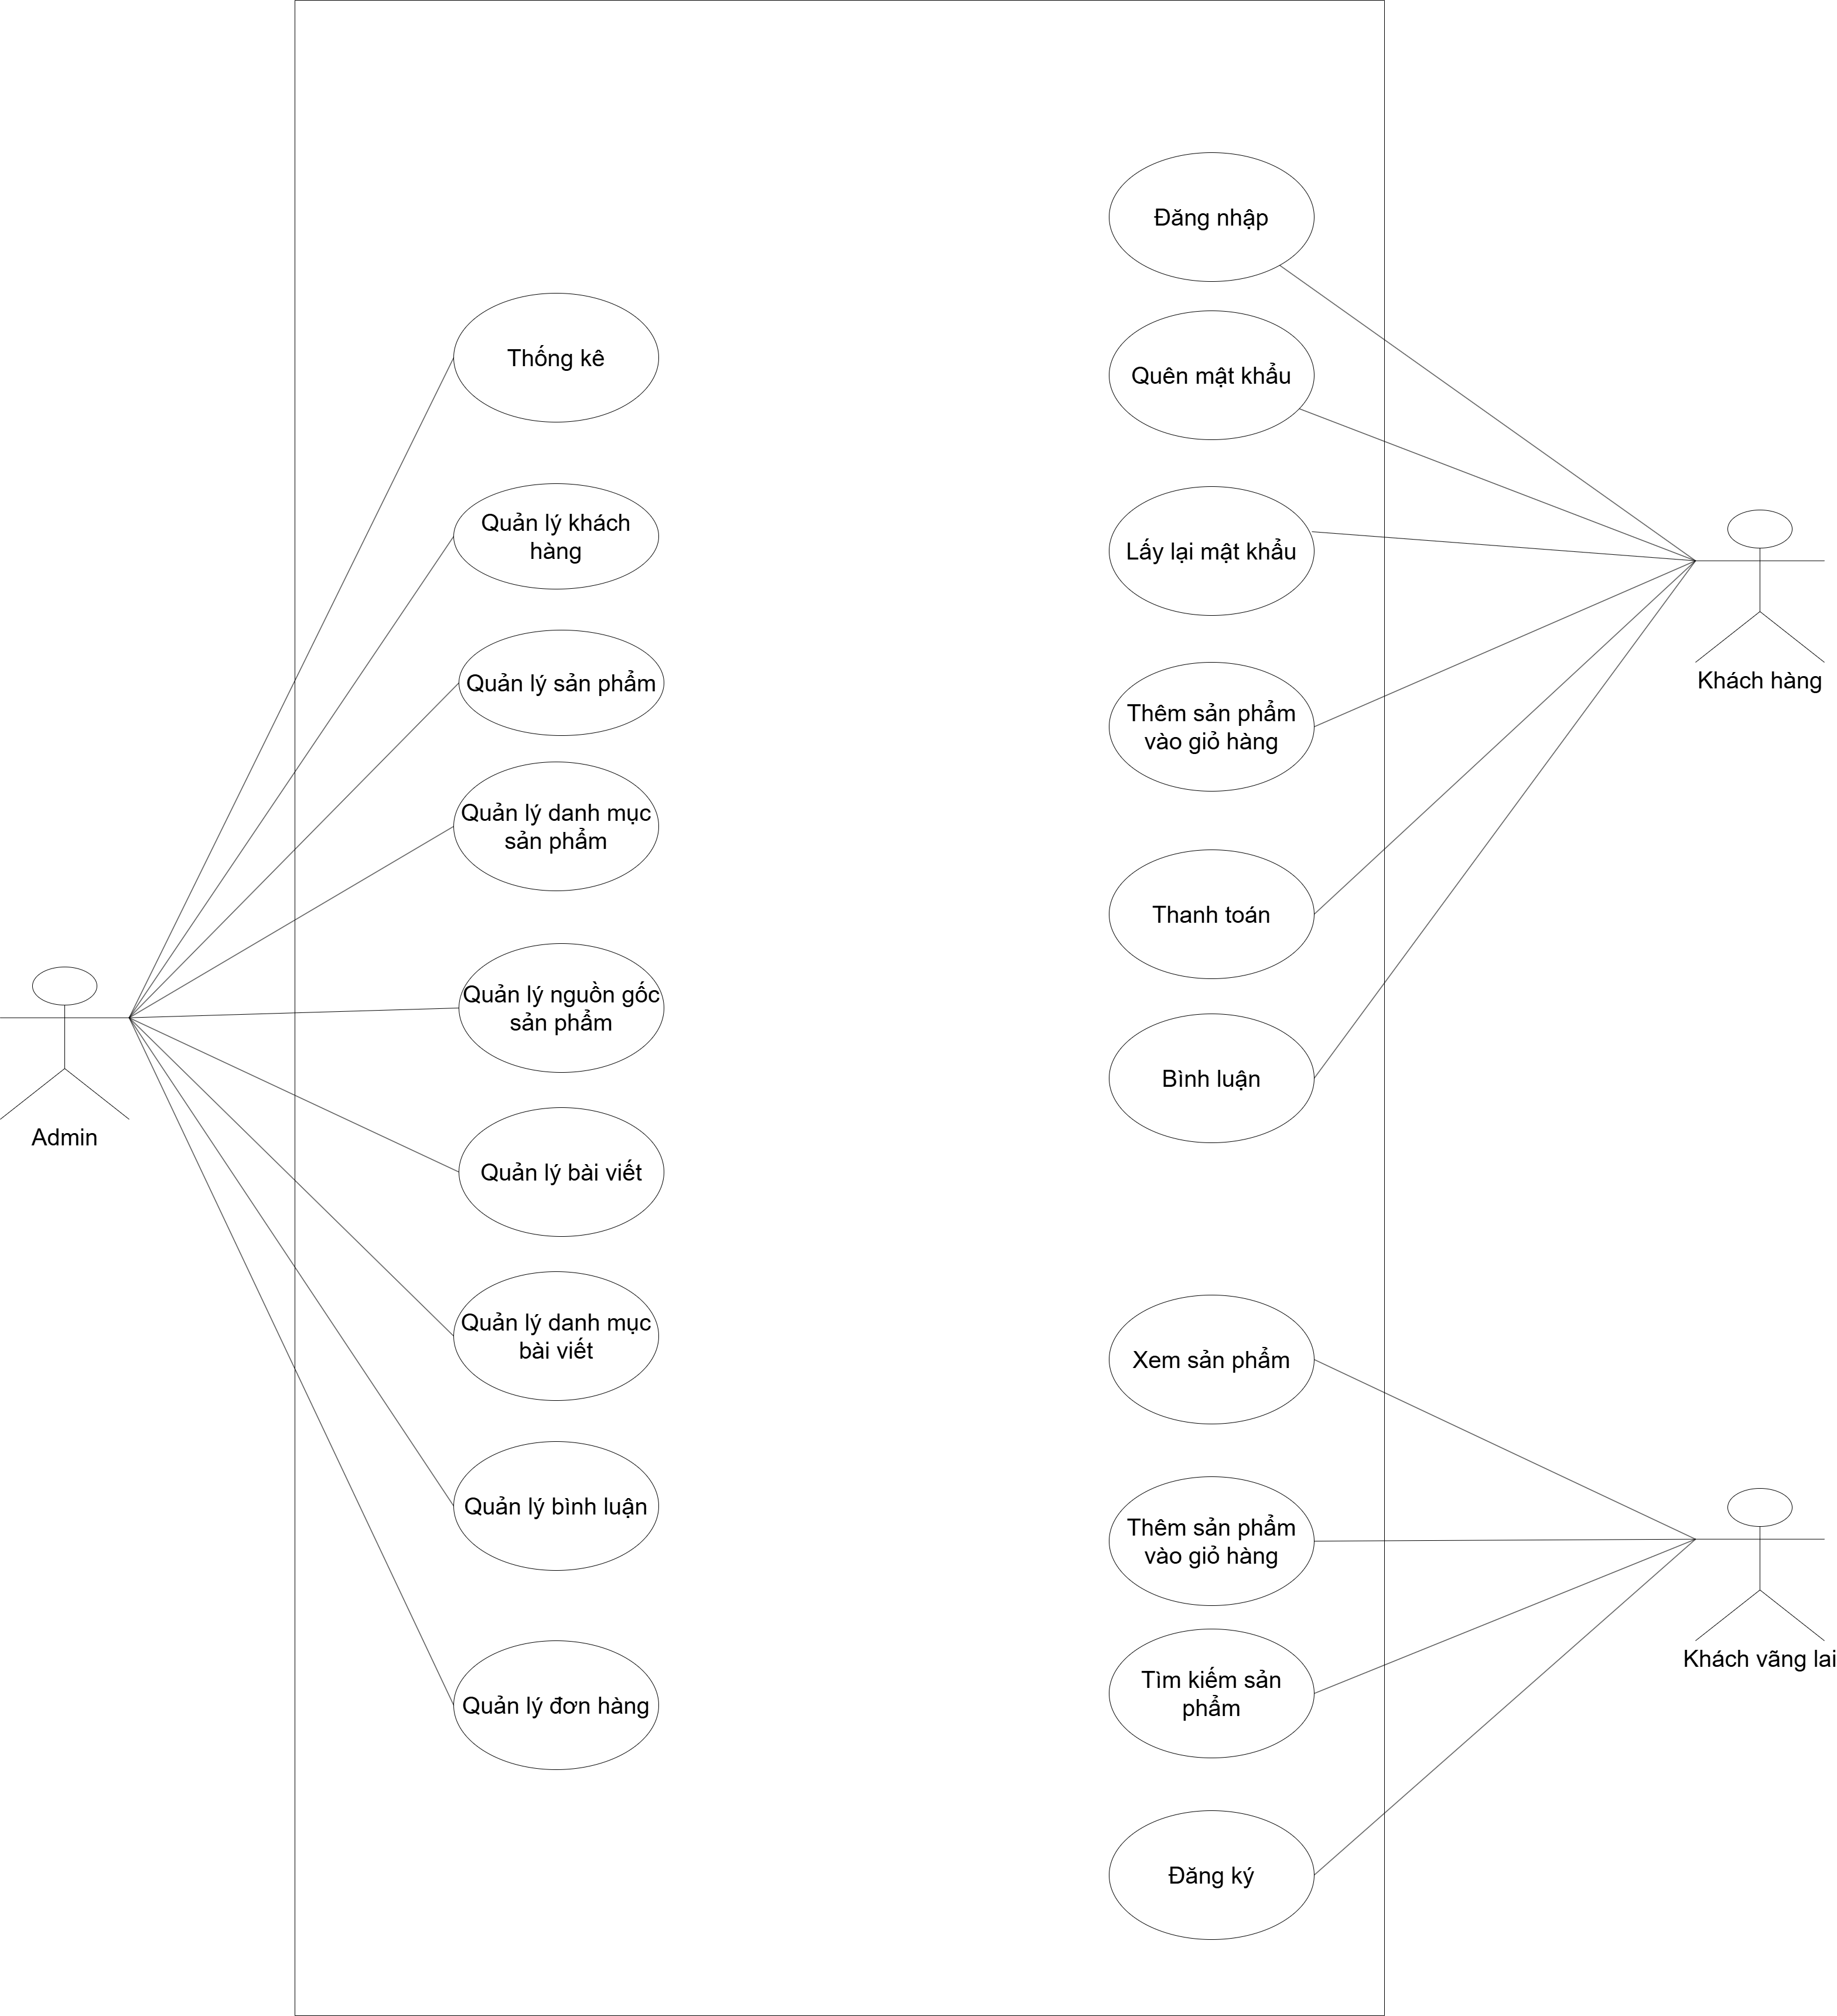 Thống kê
Quản lý khách
hàng
Quản lý sản phẩm
Quản lý danh mục
sản phẩm
Quản lý nguồn gốc
sản phẩm
Quản lý bài viết
Quản lý danh mục
bài viết
Quản lý bình luận
Quản lý đơn hàng
Admin
Đăng nhập
Quên mật khẩu
Lấy lại mật khẩu
Thêm sản phẩm
vào giỏ hàng
Thanh toán
Bình luận
Khách hàng
Xem sản phẩm
Thêm sản phẩm
vào giỏ hàng
Tìm kiếm sản
phẩm
Đăng ký
Khách vãng lai